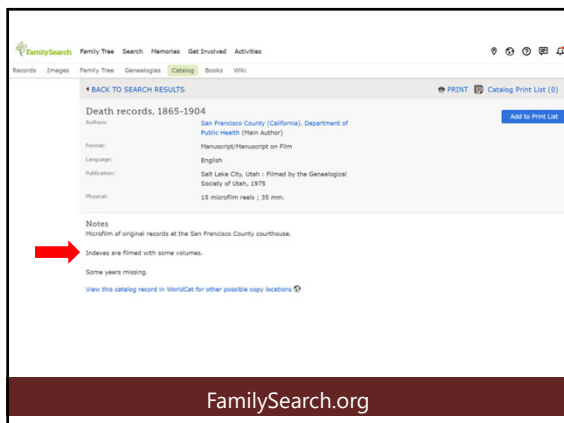 FamilySearch Family Tree Search Memories Get Involved Activities
Records Images Family Tree Genealogies Catalog Books Wiki
BACK TO SEARCH RESULTS PRINT Catalog Print List (0)
Death records, 1865-1904 Add to Print List
Authors: San Francisco County (California). Department of
Public Health (Main Author)
Format: Manuscript/Manuscript on Film
Language: English
Publication: Salt Lake City, Utah : Filmed by the Genealogical
Society of Utah, 1975
Physical: 15 microfilm reels ; 35 mm.
Notes
Microfilm of original records at the San Francisco County courthouse.
Indexes are filmed with some volumes.
Some years missing.
View this catalog record in WorldCat for other possible copy locations
FamilySearch.org